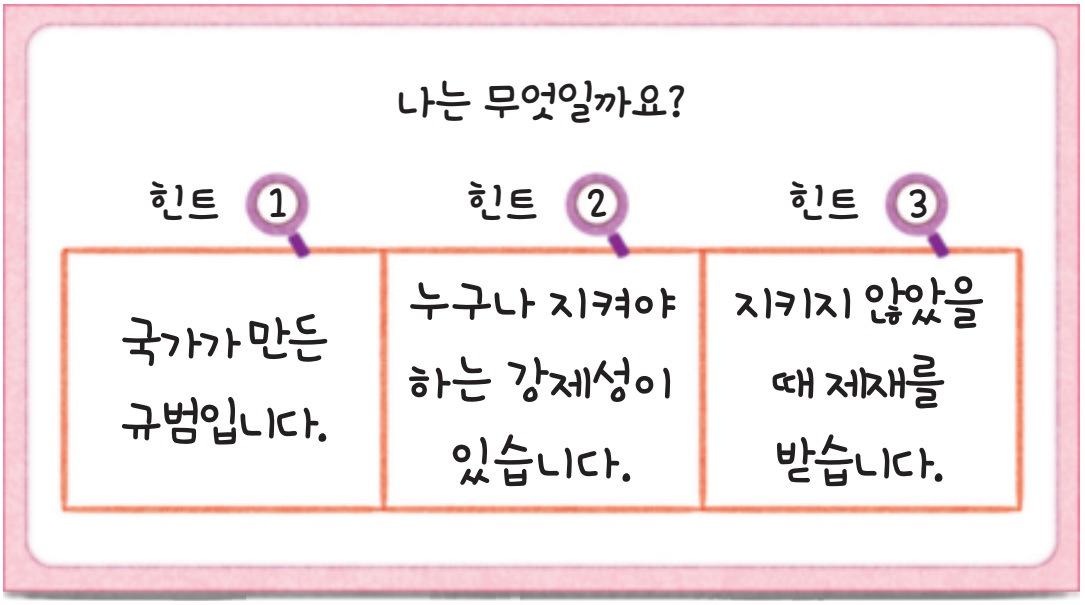 나는 무엇일까요?
힌트 1
힌트 2
힌트 3
국가가 만든
규범입니다.
누구나 지켜야
하는 강제성이
있습니다.
지키지 않았을
때 제재를
받습니다.